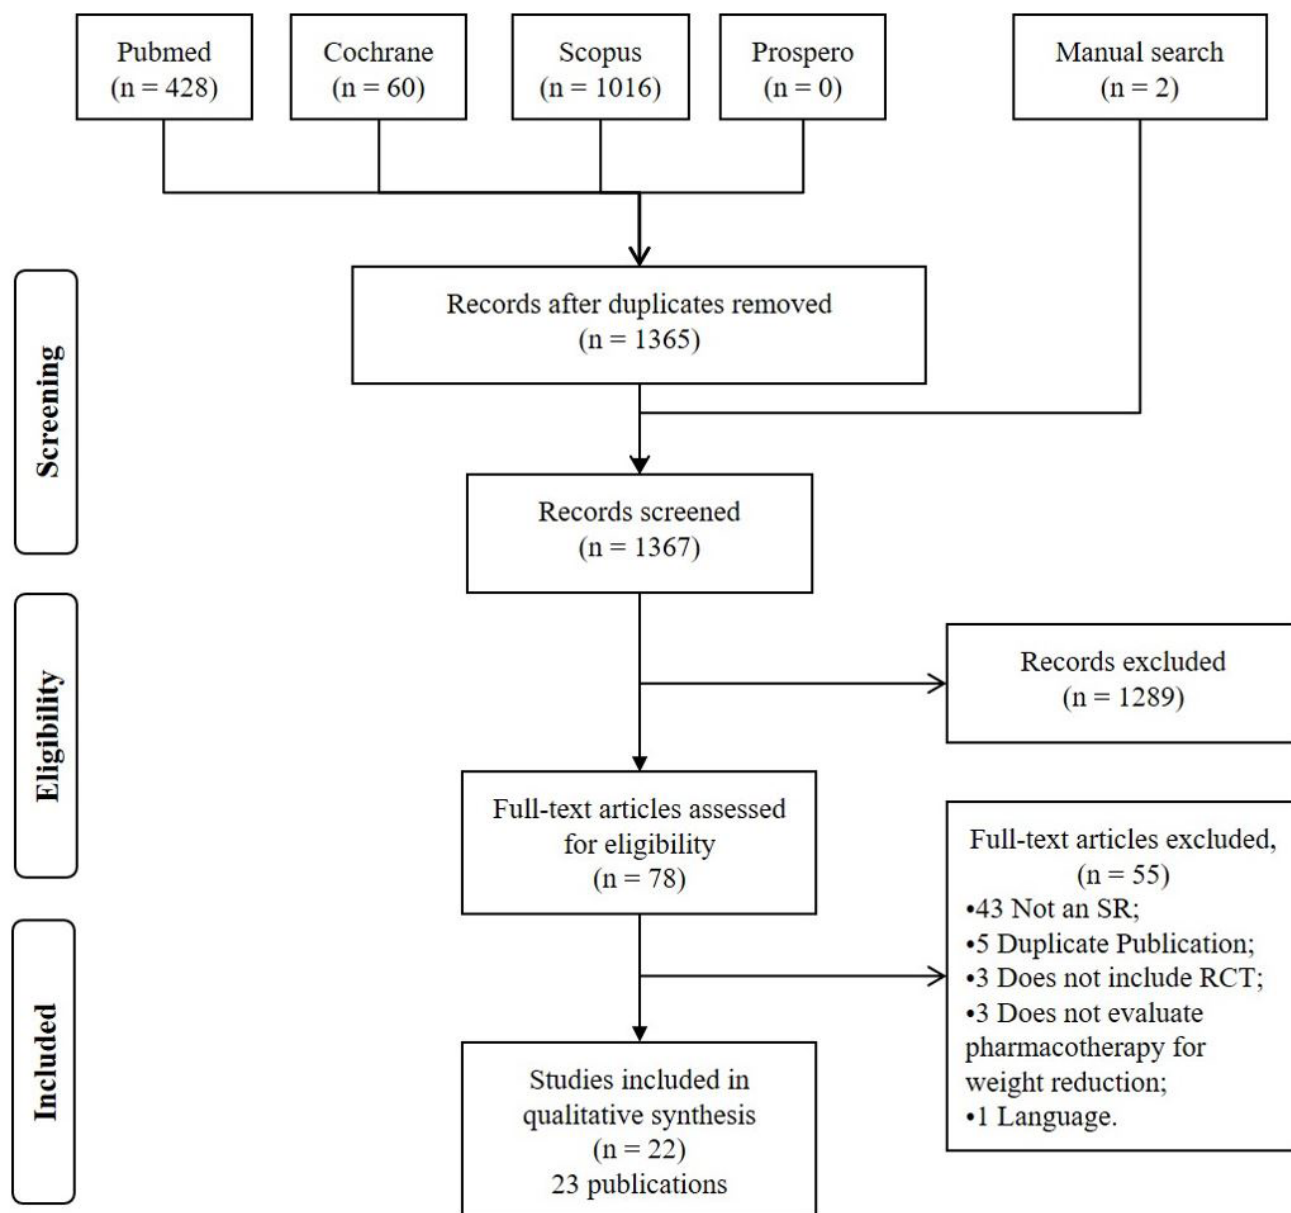 Pubmed
(n = 428)
Cochrane
(n = 60)
Scopus
(n = 1016)
Prospero
(n = 0)
Manual search
(n = 2)
Screening
Records after duplicates removed
(n = 1365)
Records screened
(n = 1367)
Eligibility
Records excluded
(n = 1289)
Full-text articles assessed
for eligibility
(n = 78)
Full-text articles excluded,
(n = 55)
•43 Not an SR;
•5 Duplicate Publication;
•3 Does not include RCT;
•3 Does not evaluate
pharmacotherapy for
weight reduction;
•1 Language.
Included
Studies included in
qualitative synthesis
(n = 22)
23 publications